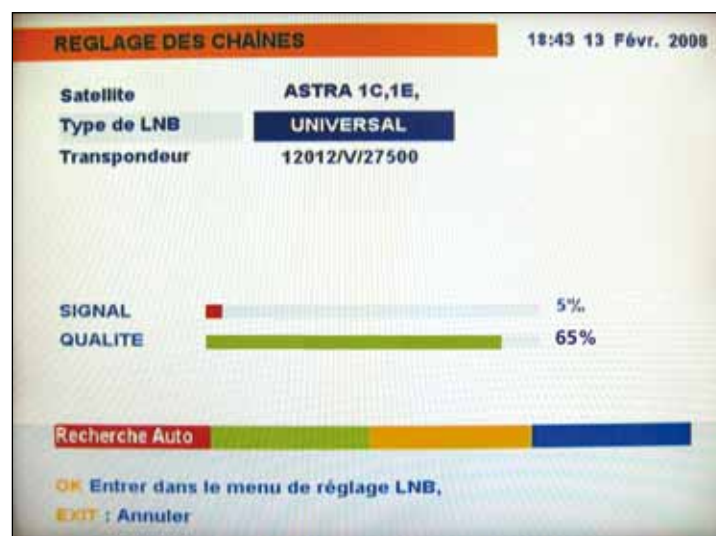 REGLAGE DES CHAÎNES 18:43 13 Févr. 2008
Satellite ASTRA 1C,1E,
Type de LNB UNIVERSAL
Transpondeur 12012/V/27500
SIGNAL 5%
QUALITE 65%
Recherche Auto
OK Entrer dans le menu de réglage LNB,
EXIT : Annuler